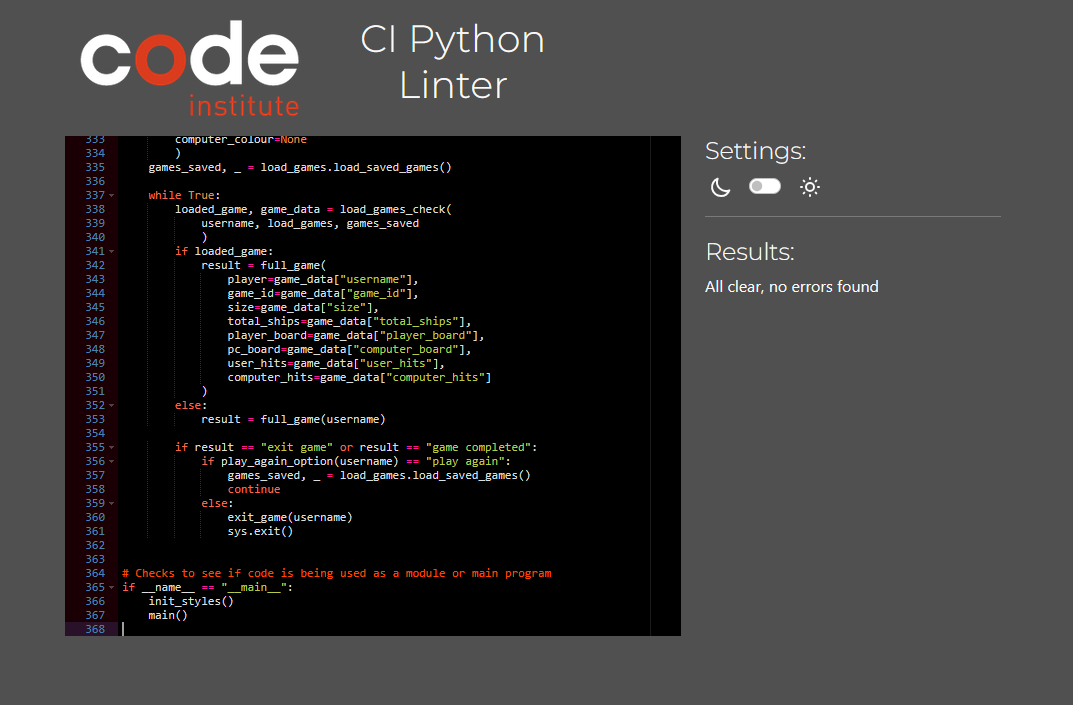 code
institute
CI Python
Linter
333 computer_colour=None
334 )
335 games_saved, _ = load_games.load_saved_games()
336
337 while True:
338 loaded_game, game_data = load_games_check(
339 username, load_games, games_saved
340 )
341 if loaded_game:
342 result = full_game(
343 player=game_data["username"],
344 game_id=game_data["game_id"],
345 size=game_data["size"],
346 total_ships=game_data["total_ships"],
347 player_board=game_data["player_board"],
348 pc_board=game_data["computer_board"],
349 user_hits=game_data["user_hits"],
350 computer_hits=game_data["computer_hits"]
351 )
352 else:
353 result = full_game(username)
354
355 if result == "exit game" or result == "game completed":
356 if play_again_option(username) == "play again":
357 games_saved, _ = load_games.load_saved_games()
358 continue
359 else:
360 exit_game(username)
361 sys.exit()
362
363
364 # Checks to see if code is being used as a module or main program
365 if __name__ == "__main__":
366 init_styles()
367 main()
368
Settings:
Results:
All clear, no errors found